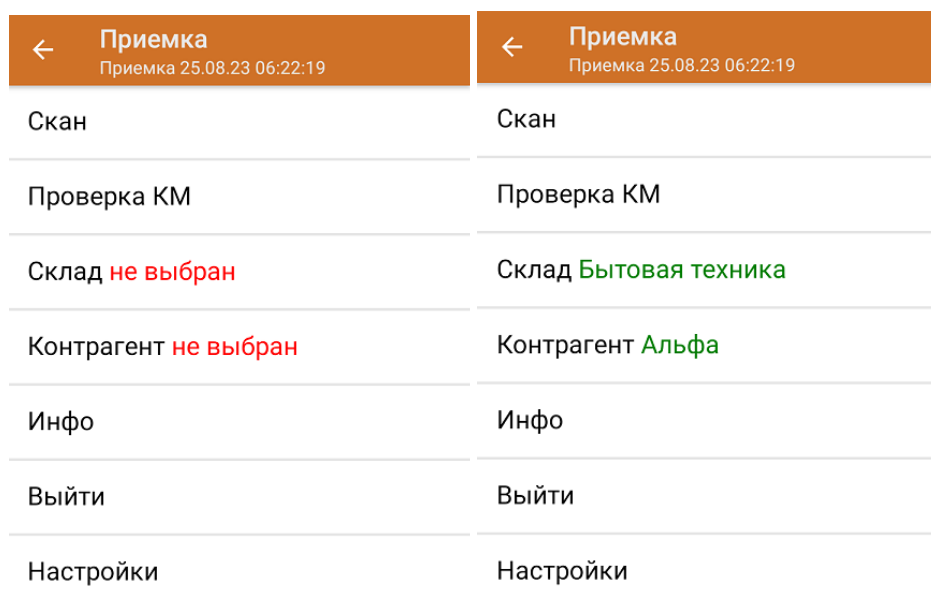 Приемка
Приемка 25.08.23 06:22:19
Скан
Проверка КМ
Склад не выбран
Контрагент не выбран
Инфо
Выйти
Настройки
Приемка
Приемка 25.08.23 06:22:19
Скан
Проверка КМ
Склад Бытовая техника
Контрагент Альфа
Инфо
Выйти
Настройки